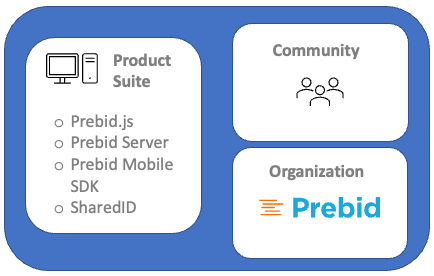 Product
Suite
○ Prebid.js
○ Prebid Server
○ Prebid Mobile
SDK
○ SharedID
Community
Organization
Prebid